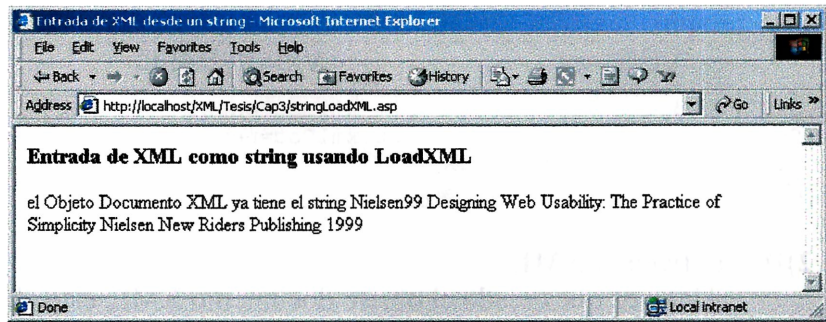 Entrada de XML desde un string - Microsoft Internet Explorer
File Edit View Favorites Tools Help
Back Search Favorites History
Address http://localhost/XML/Tesis/Cap3/stringLoadXML.asp Go Links »
Entrada de XML como string usando LoadXML
el Objeto Documento XML ya tiene el string Nielsen99 Designing Web Usability: The Practice of
Simplicity Nielsen New Riders Publishing 1999
Done Local intranet